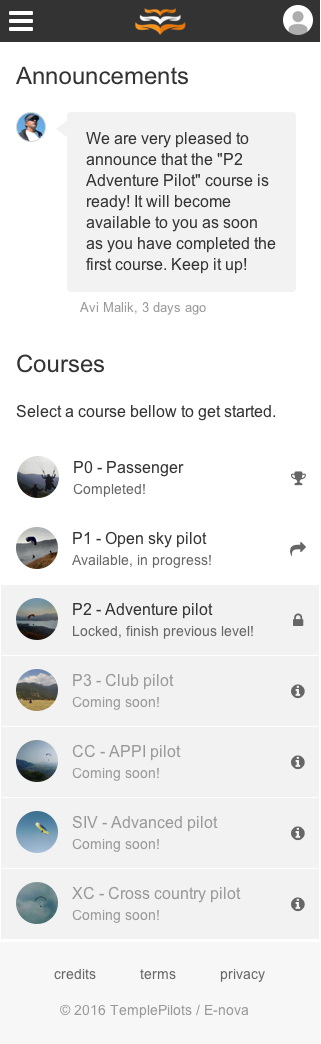 Announcements
We are very pleased to
announce that the "P2
Adventure Pilot" course is
ready! It will become
available to you as soon
as you have completed the
first course. Keep it up!
Avi Malik, 3 days ago
Courses
Select a course bellow to get started.
P0 - Passenger
Completed!
P1 - Open sky pilot
Available, in progress!
P2 - Adventure pilot
Locked, finish previous level!
P3 - Club pilot
Coming soon!
CC - APPI pilot
Coming soon!
SIV - Advanced pilot
Coming soon!
XC - Cross country pilot
Coming soon!
credits terms privacy
© 2016 TemplePilots / E-nova